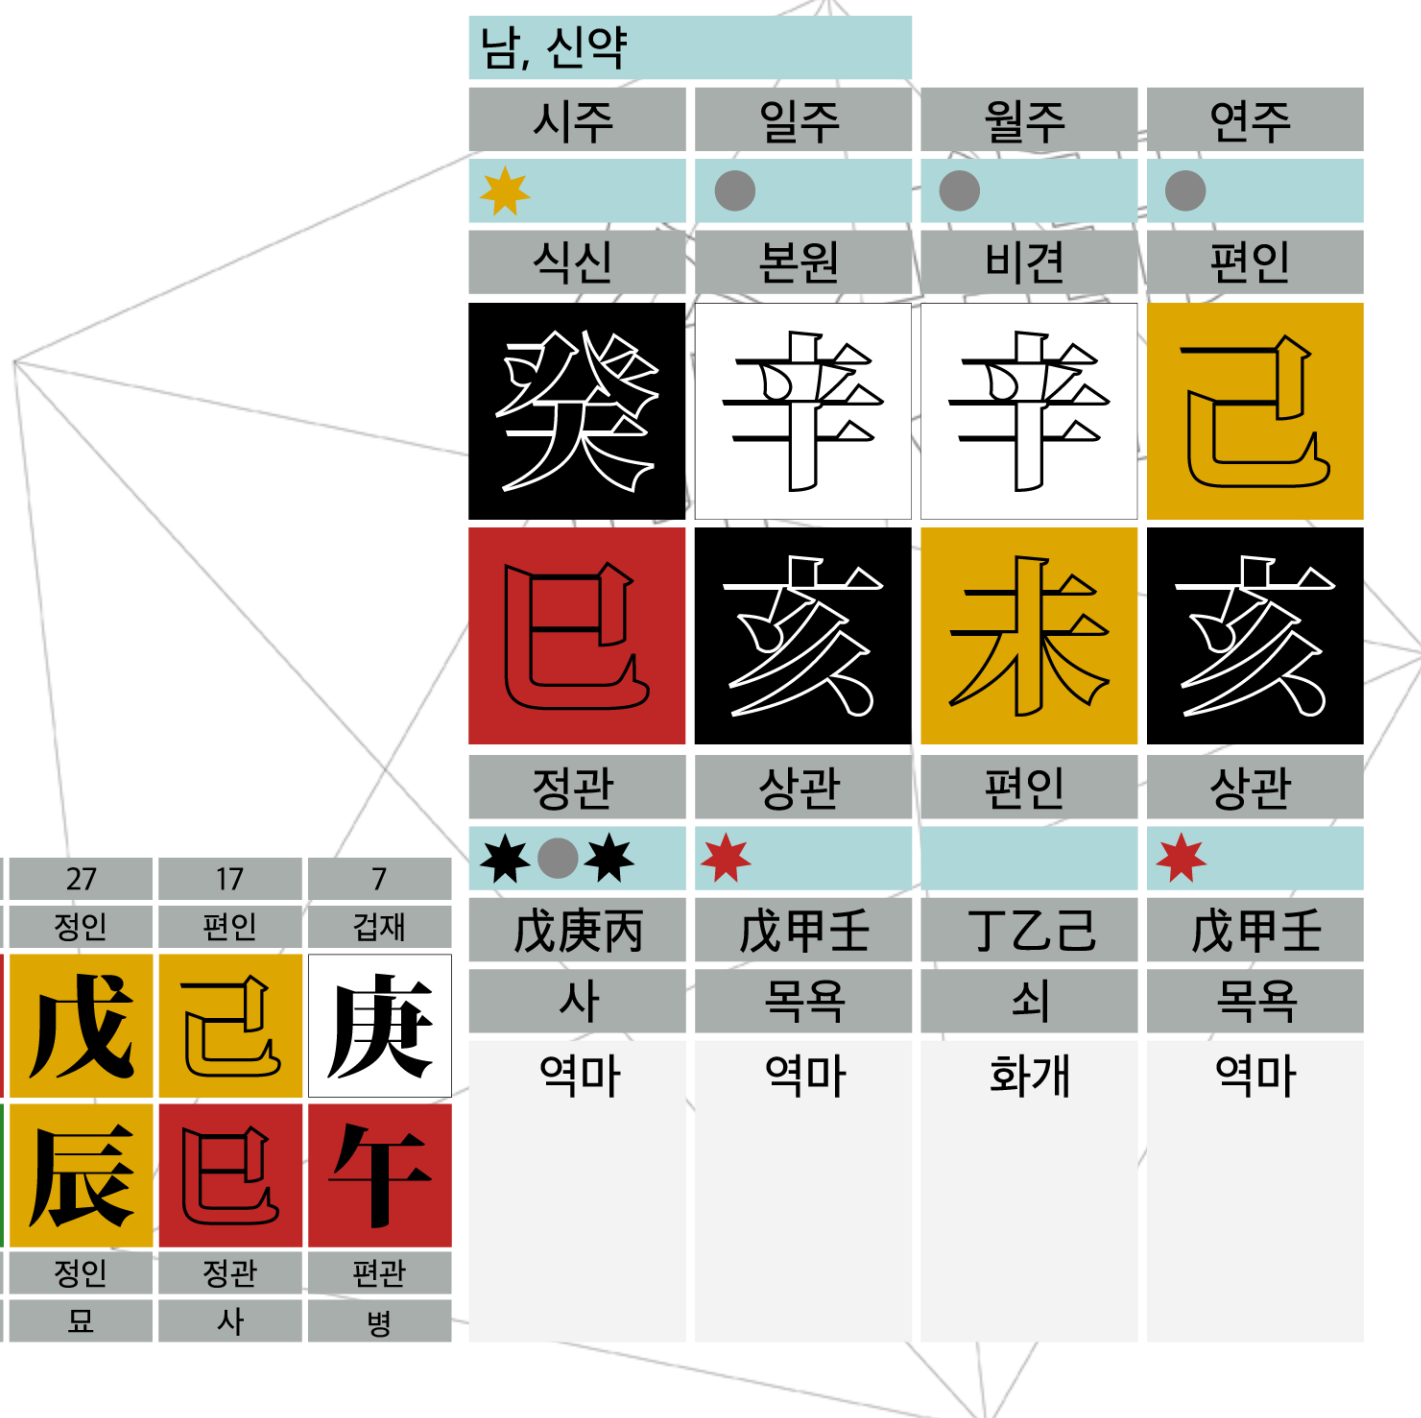 남, 신약
시주 일주 월주 연주
식신 본원 비견 편인
癸 辛 辛 己
巳 亥 未 亥
정관 상관 편인 상관
戊庚丙 戊甲壬 丁乙己 戊甲壬
사 목욕 쇠 목욕
역마 역마 화개 역마
27 17 7
정인 편인 겁재
戊 己 庚
辰 巳 午
정인 정관 편관
묘 사 병